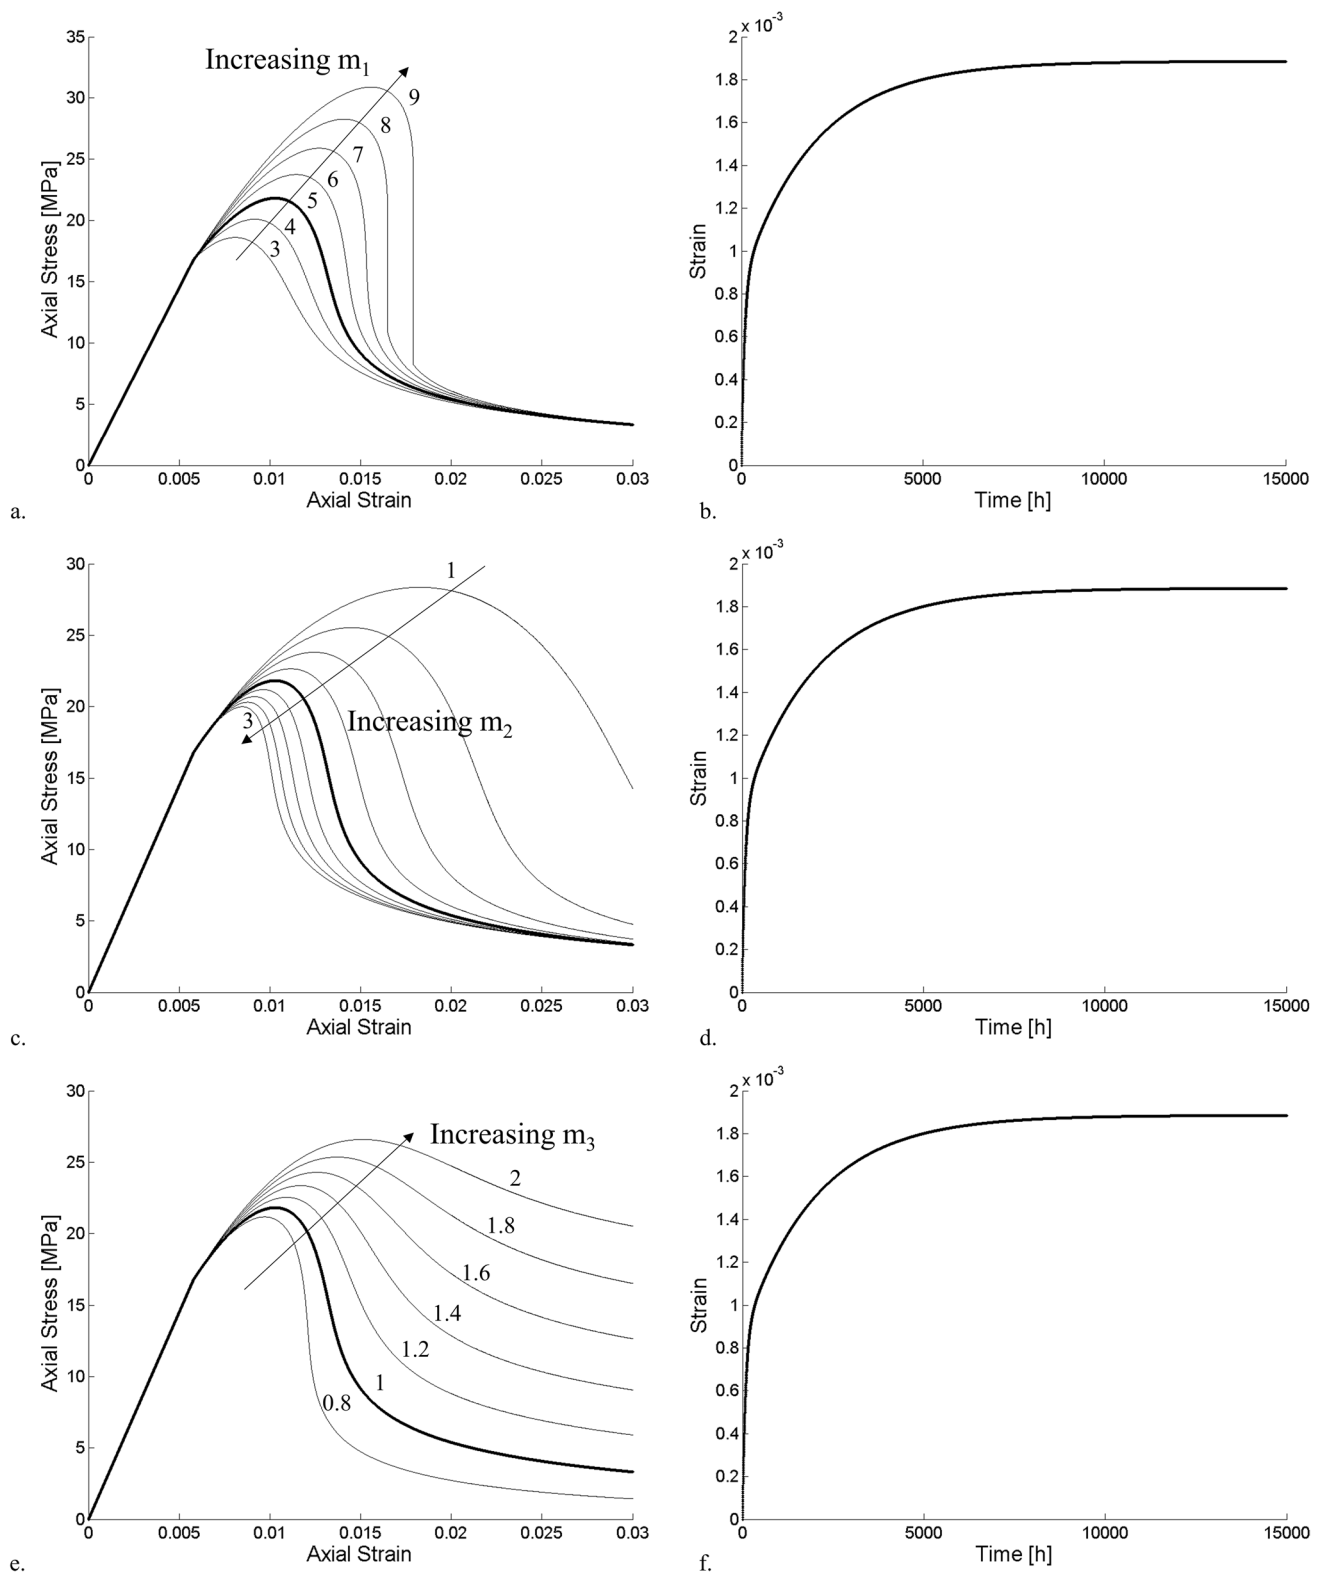 Increasing m1
35
30
25
20
15
10
5
0
9
8
7
6
5
4
3
0 0.005 0.01 0.015 0.02 0.025 0.03
Axial Strain
Axial Stress [MPa]
a.
2 x 10-3
1.8
1.6
1.4
1.2
1
0.8
0.6
0.4
0.2
0
0 5000 10000 15000
Time [h]
Strain
b.
30
25
20
15
10
5
0
1
3
Increasing m2
0 0.005 0.01 0.015 0.02 0.025 0.03
Axial Strain
Axial Stress [MPa]
c.
2 x 10-3
1.8
1.6
1.4
1.2
1
0.8
0.6
0.4
0.2
0
0 5000 10000 15000
Time [h]
Strain
d.
30
25
20
15
10
5
0
Increasing m3
2
1.8
1.6
1.4
1.2
1
0.8
0 0.005 0.01 0.015 0.02 0.025 0.03
Axial Strain
Axial Stress [MPa]
e.
2 x 10-3
1.8
1.6
1.4
1.2
1
0.8
0.6
0.4
0.2
0
0 5000 10000 15000
Time [h]
Strain
f.